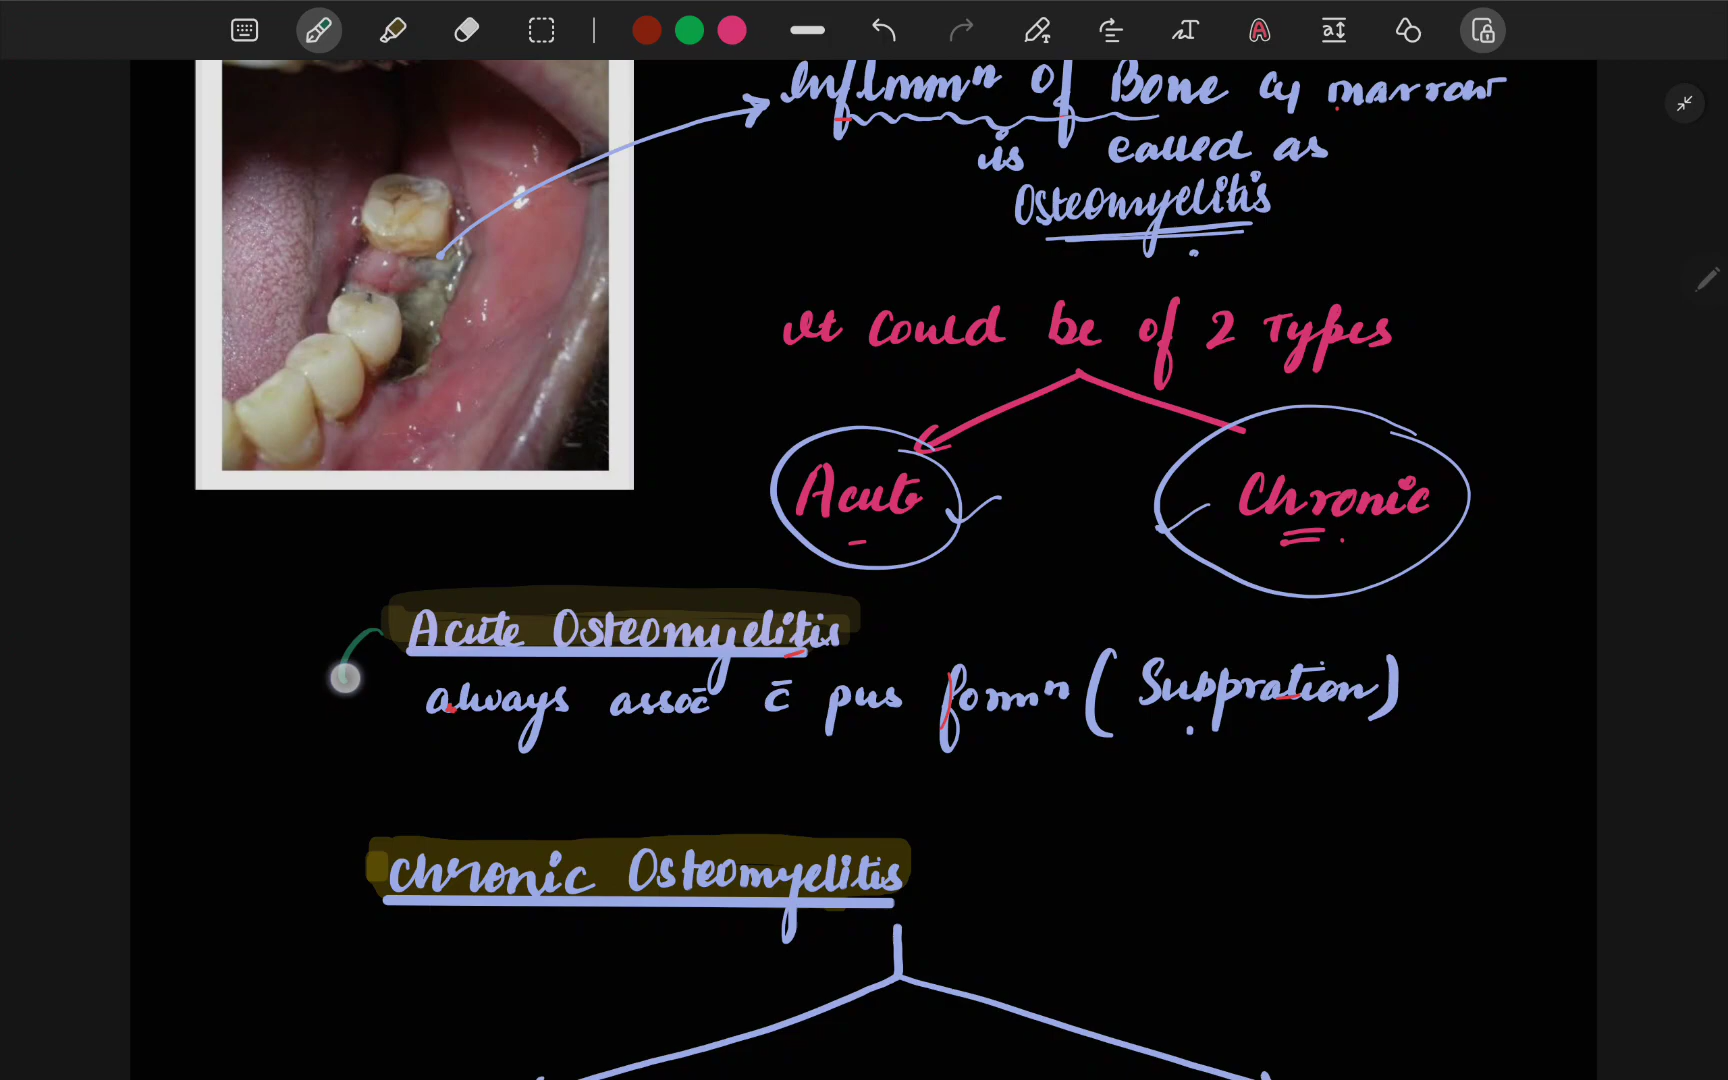 Inflmmⁿ of Bone cy marrow
is called as
Osteomyelitis
It Could be of 2 Types
Acute Chronic
Acute Osteomyelitis
always assoc̄ c̄ pus formⁿ (Suppration)
Chronic Osteomyelitis